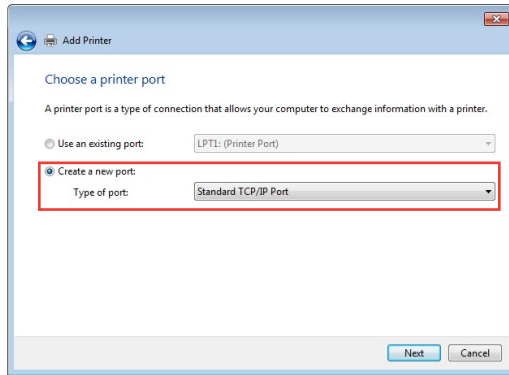 Add Printer
Choose a printer port
A printer port is a type of connection that allows your computer to exchange information with a printer.
Use an existing port: LPT1: (Printer Port)
Create a new port:
Type of port: Standard TCP/IP Port
Next Cancel